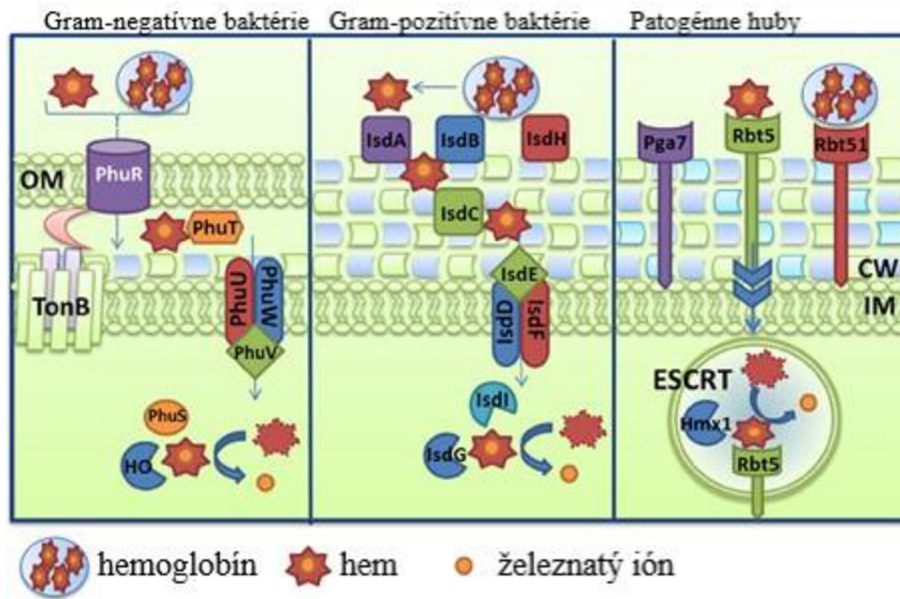 Gram-negatívne baktérie
Gram-pozitívne baktérie
Patogénne huby
OM
PhuR
PhuT
TonB
PhuU
PhuW
PhuV
PhuS
HO
IsdA
IsdB
IsdH
IsdC
IsdE
IsdD
IsdF
IsdI
IsdG
Pga7
Rbt5
Rbt51
CW
IM
ESCRT
Hmx1
Rbt5
hemoglobín
hem
železnatý ión